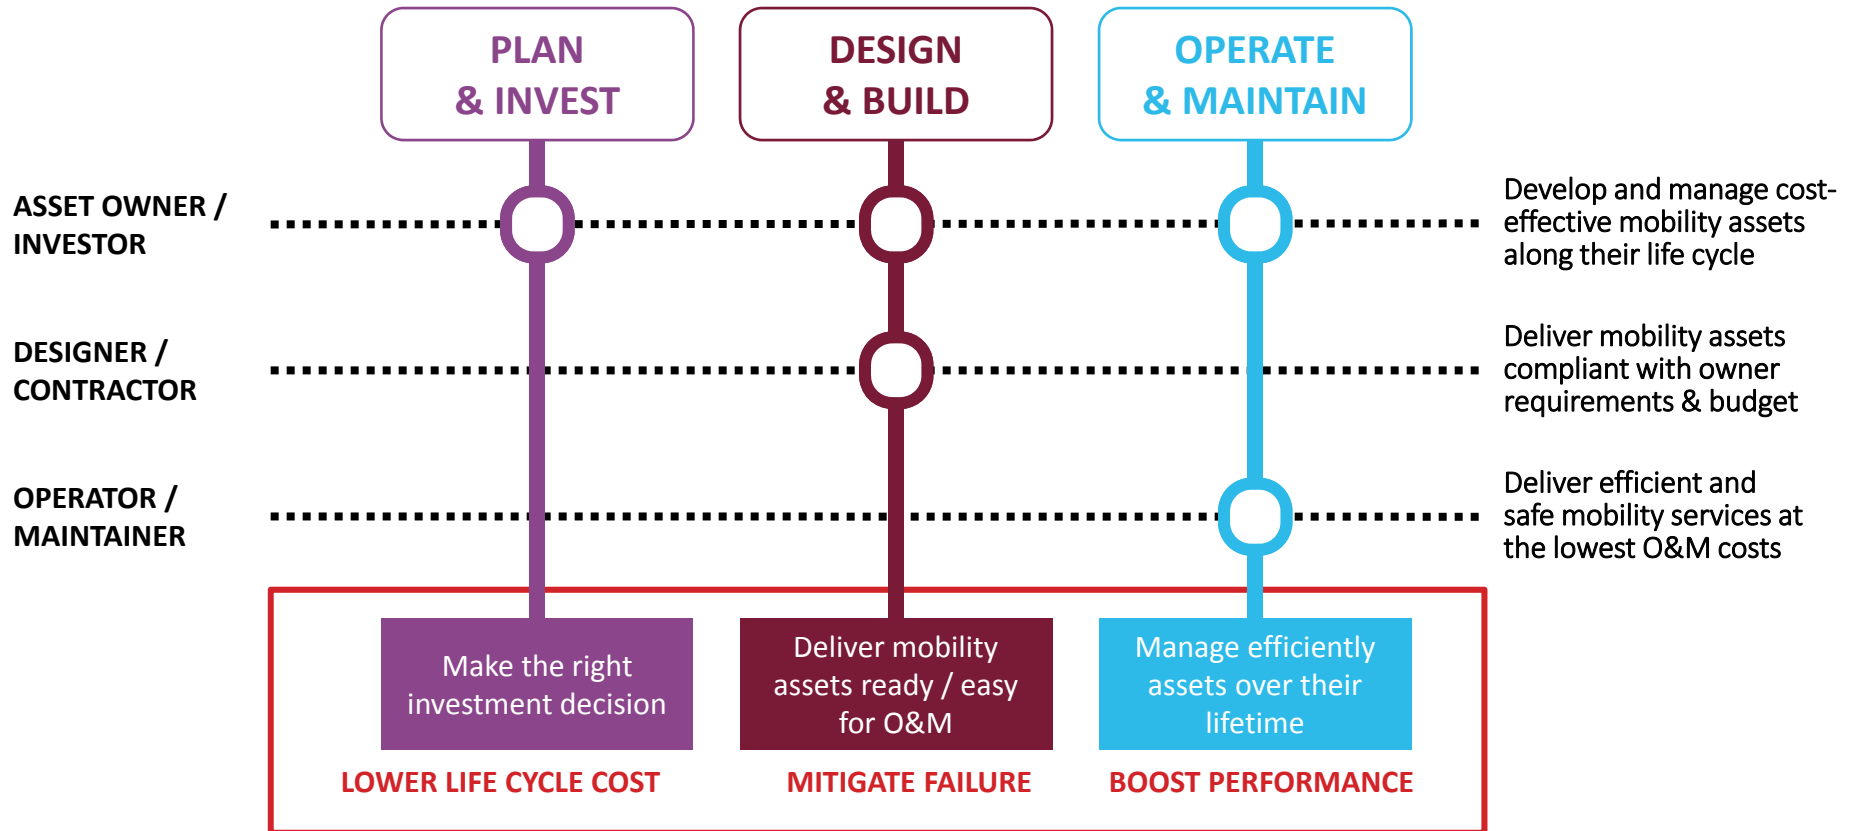 PLAN
& INVEST
DESIGN
& BUILD
OPERATE
& MAINTAIN
ASSET OWNER /
INVESTOR
Develop and manage cost-
effective mobility assets
along their life cycle
DESIGNER /
CONTRACTOR
Deliver mobility assets
compliant with owner
requirements & budget
OPERATOR /
MAINTAINER
Deliver efficient and
safe mobility services at
the lowest O&M costs
Make the right
investment decision
Deliver mobility
assets ready / easy
for O&M
Manage efficiently
assets over their
lifetime
LOWER LIFE CYCLE COST
MITIGATE FAILURE
BOOST PERFORMANCE